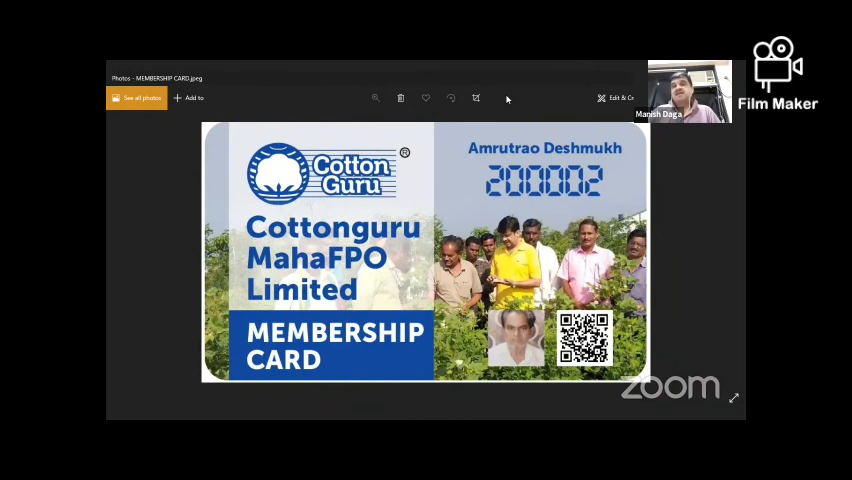 Photos - MEMBERSHIP CARD.jpeg
See all photos
Add to
Edit & Cr
Manish Daga
Film Maker
Cotton
Guru
®
Amrutrao Deshmukh
200002
Cottonguru
MahaFPO
Limited
MEMBERSHIP
CARD
zoom